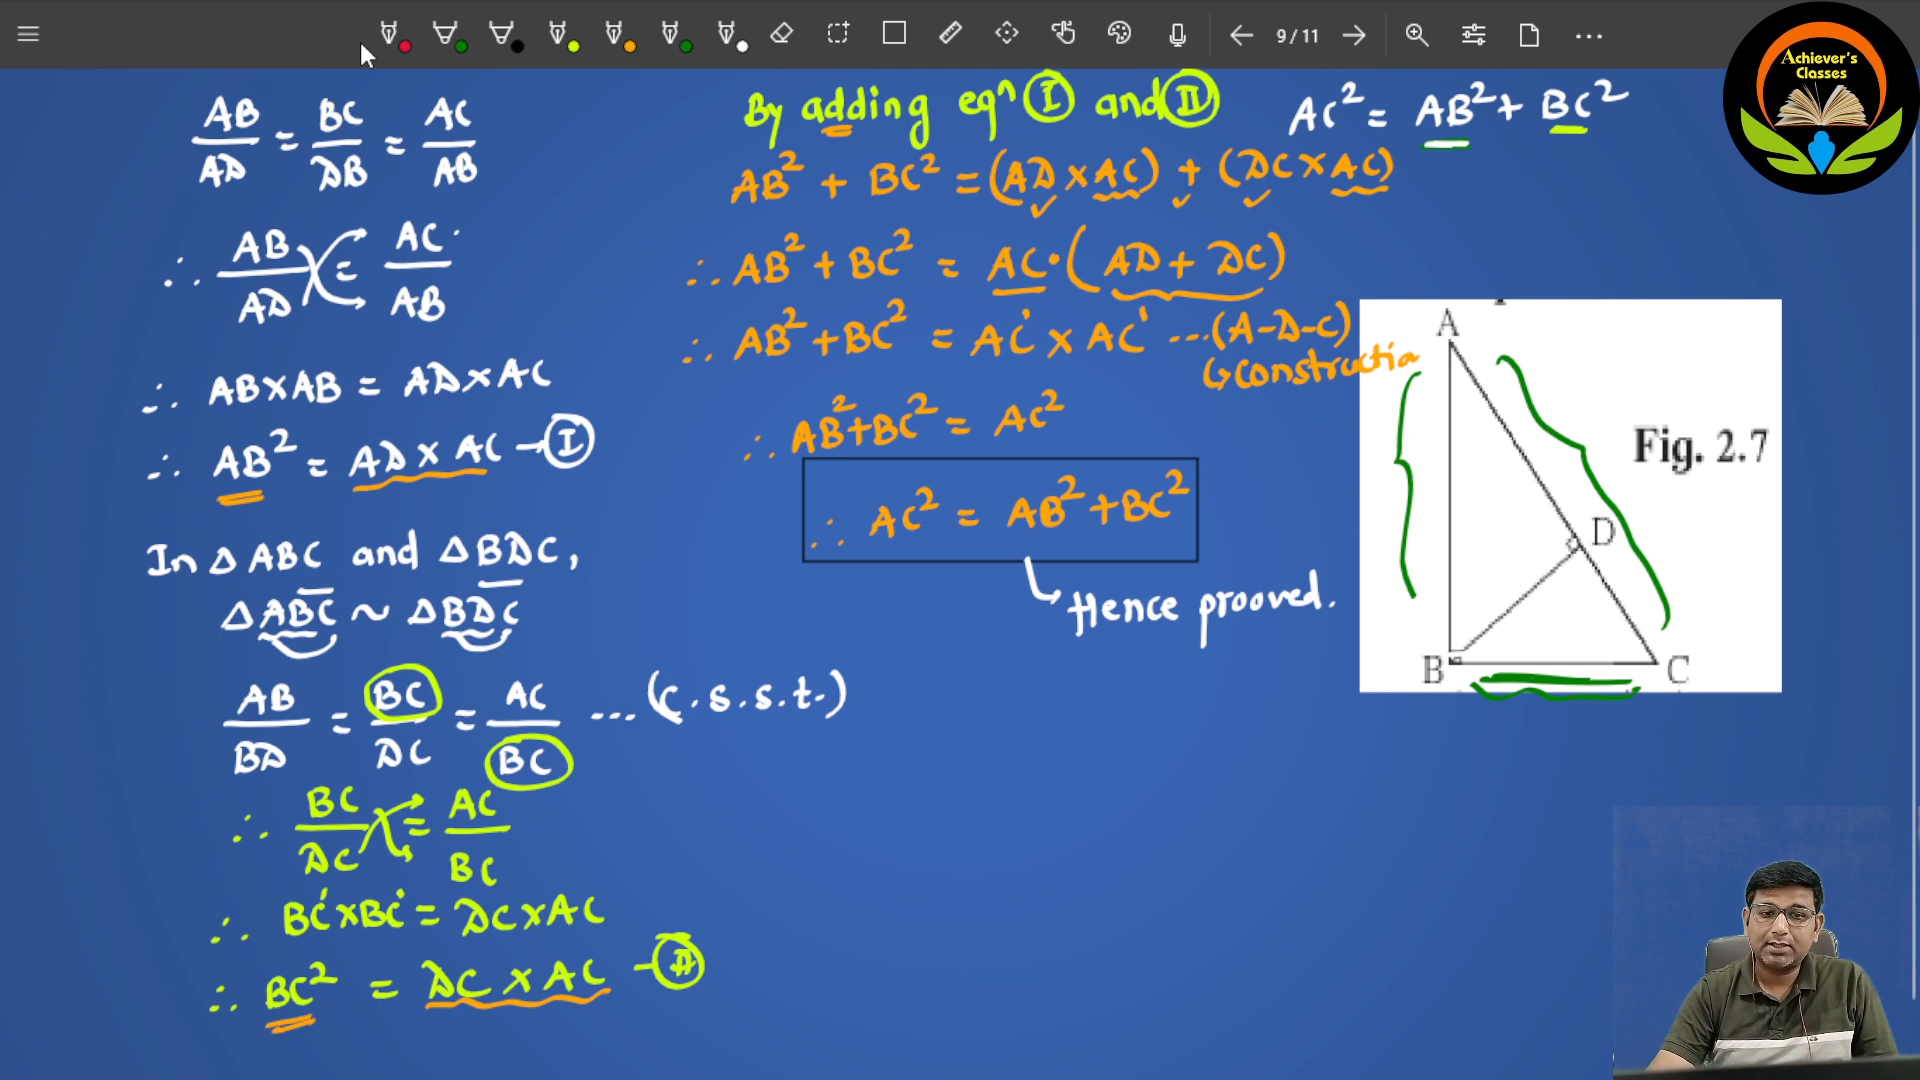 9 / 11
Achiever's
Classes
AB/AD = BC/DB = AC/AB
∴ AB/AD = AC/AB
∴ AB×AB = AD×AC
∴ AB² = AD × AC → Ⓘ
In △ ABC and △ BDC,
△ ABC ~ △ BDC
AB/BD = BC/DC = AC/BC ... (c.s.s.t.)
∴ BC/DC = AC/BC
∴ BC×BC = DC×AC
∴ BC² = DC × AC – Ⅱ
By adding eqⁿ Ⓘ and Ⅱ
AC² = AB² + BC²
AB² + BC² = (AD × AC) + (DC × AC)
∴ AB² + BC² = AC · (AD + DC)
∴ AB² + BC² = AC × AC ... (A-D-C)
↳ constructio
∴ AB² + BC² = AC²
∴ AC² = AB² + BC²
↳ Hence prooved.
A
Fig. 2.7
D
B
C